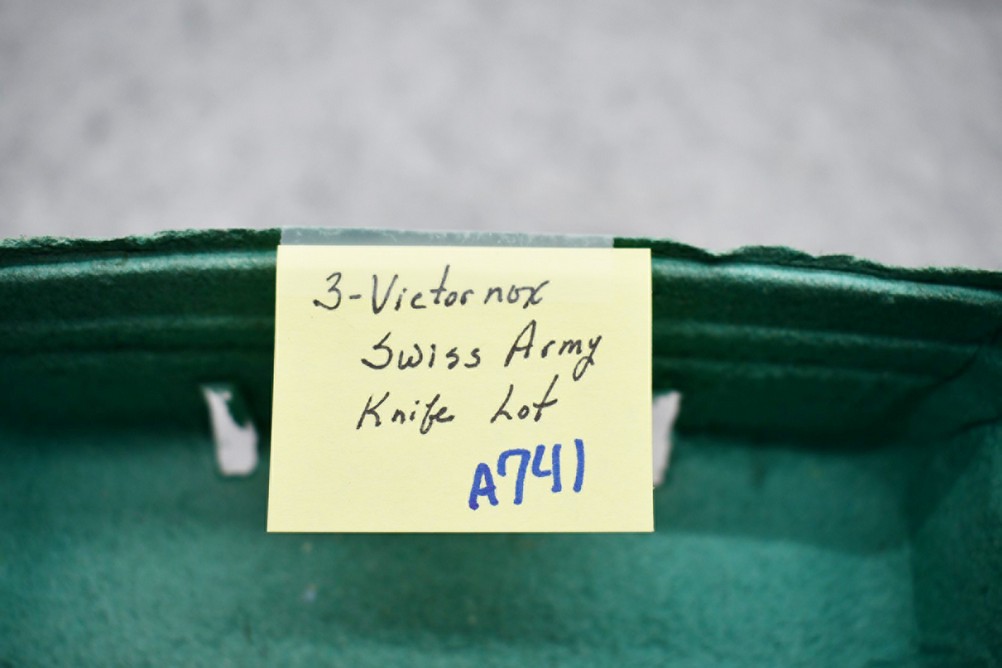 3-Victornox
Swiss Army
Knife Lot
A741